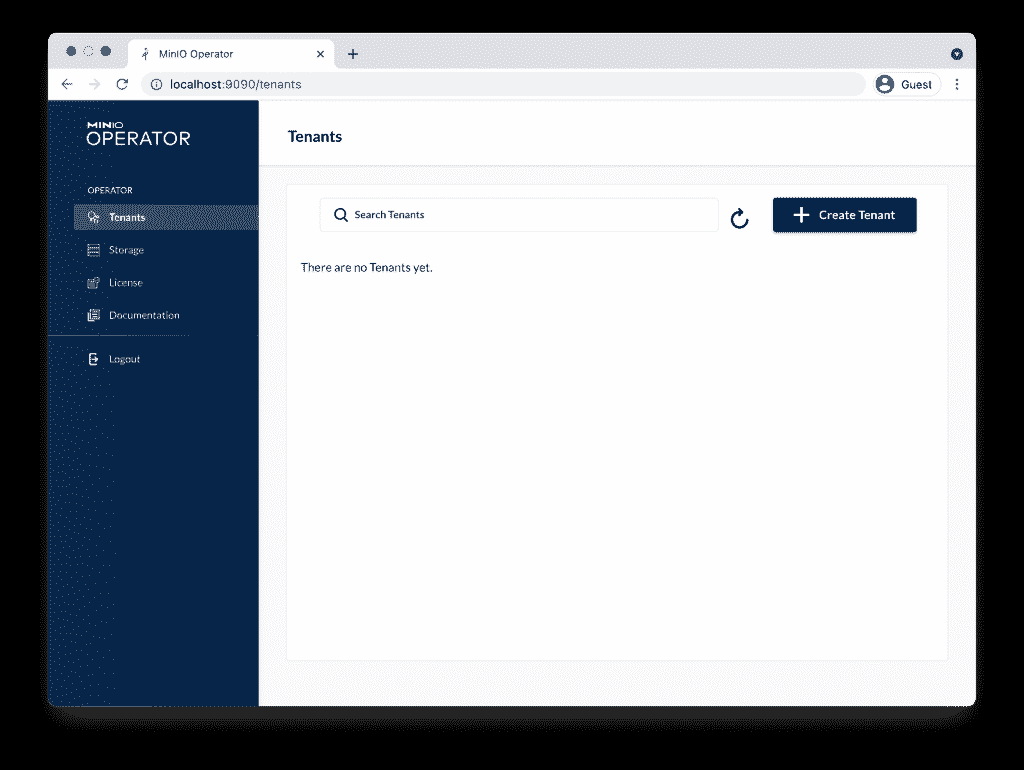 MinIO Operator
localhost:9090/tenants
Guest
MINIO
OPERATOR
OPERATOR
Tenants
Storage
License
Documentation
Logout
Tenants
Search Tenants
Create Tenant
There are no Tenants yet.